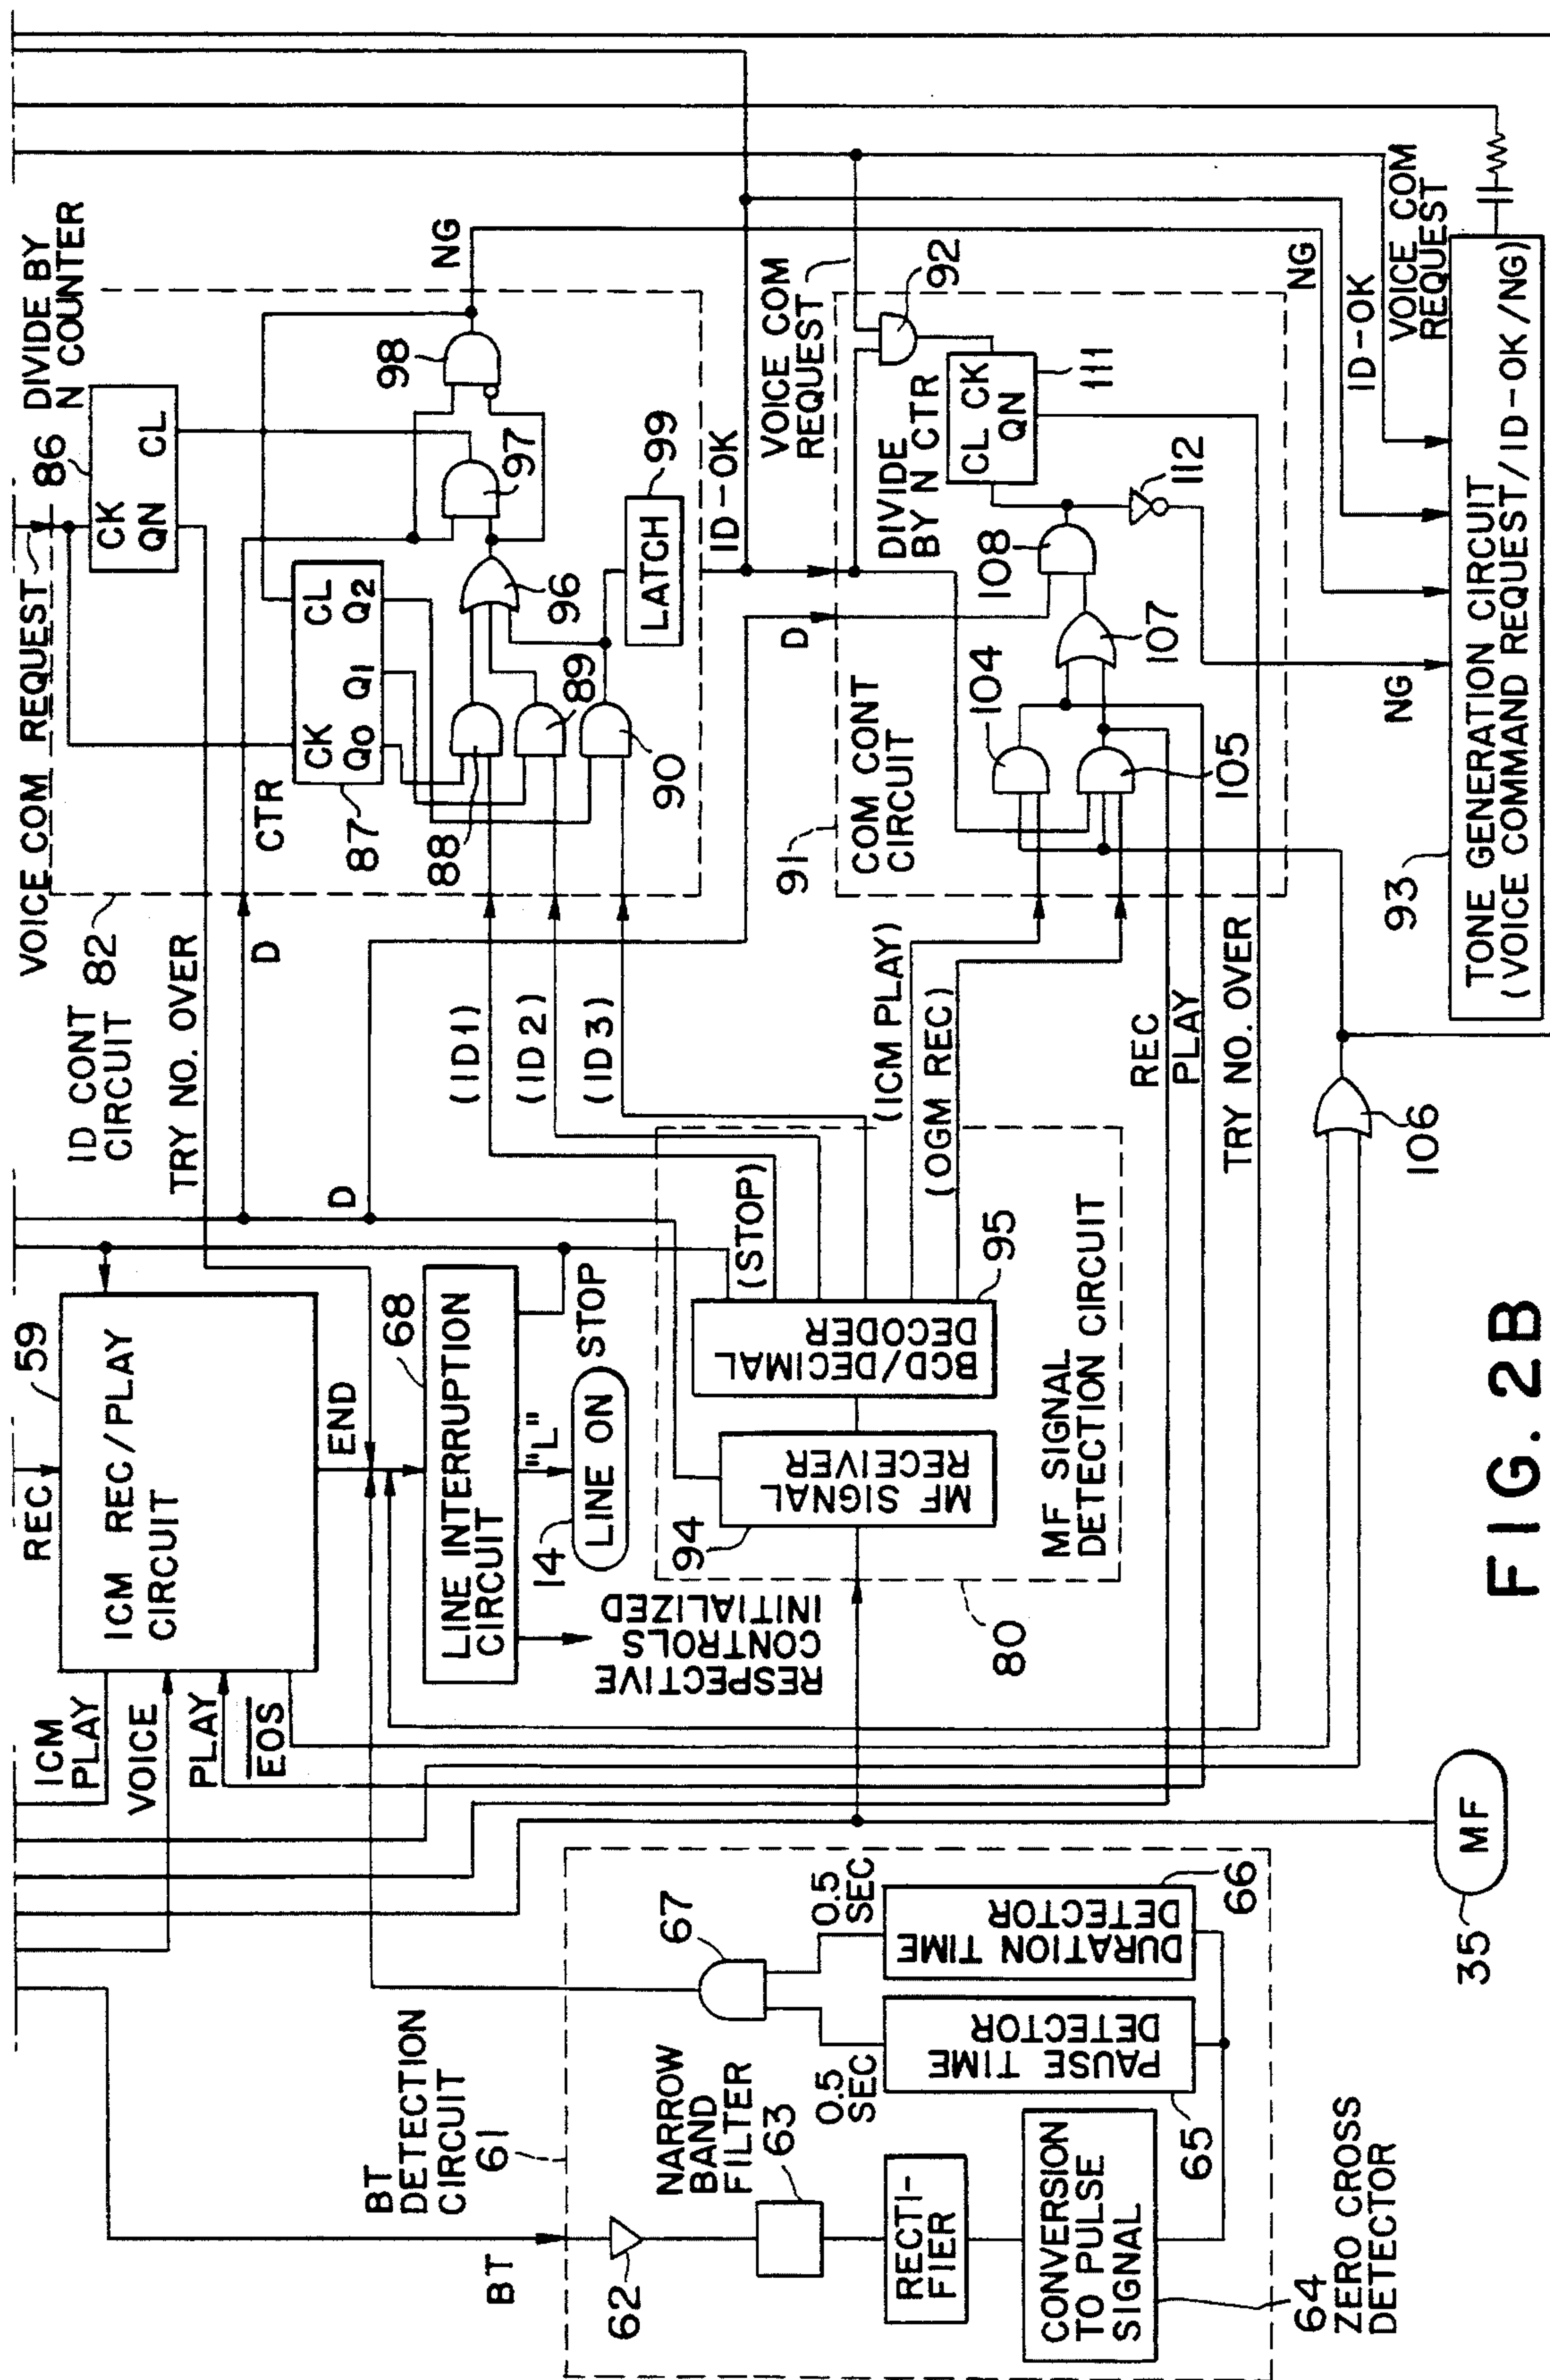 VOICE COM REQUEST
86
DIVIDE BY
N COUNTER
CK
CL
QN
ID CONT
CIRCUIT 82
TRY NO. OVER
D
CTR
CK
CL
Q0
Q1
Q2
87
88
89
90
96
97
98
NG
LATCH
99
ID-OK
(ID1)
(ID2)
(ID3)
D
REC
59
ICM REC/PLAY
CIRCUIT
END
ICM
PLAY
VOICE
PLAY
EOS
68
LINE INTERRUPTION
CIRCUIT
"L"
14
LINE ON
STOP
RESPECTIVE
CONTROLS
INITIALIZED
(STOP)
94
MF SIGNAL
RECEIVER
BCD/DECIMAL
DECODER
95
MF SIGNAL
DETECTION CIRCUIT
80
(ICM PLAY)
(OGM REC)
REC
PLAY
TRY NO. OVER
106
VOICE COM
REQUEST
92
D
DIVIDE
BY N CTR
CL
CK
QN
111
91
COM CONT
CIRCUIT
104
105
107
108
112
NG
NG
ID-OK
VOICE COM
REQUEST
93
TONE GENERATION CIRCUIT
(VOICE COMMAND REQUEST/ID-OK/NG)
BT
DETECTION
CIRCUIT
61
BT
62
NARROW
BAND
FILTER
63
RECTI-
FIER
CONVERSION
TO PULSE
SIGNAL
64
ZERO CROSS
DETECTOR
67
0.5
SEC
0.5
SEC
PAUSE TIME
DETECTOR
65
DURATION TIME
DETECTOR
66
35
MF
FIG. 2B